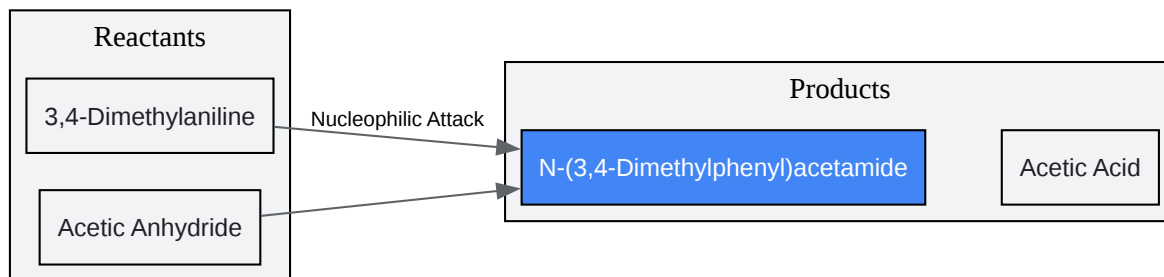 Reactants
3,4-Dimethylaniline
Acetic Anhydride
Nucleophilic Attack
Products
N-(3,4-Dimethylphenyl)acetamide
Acetic Acid